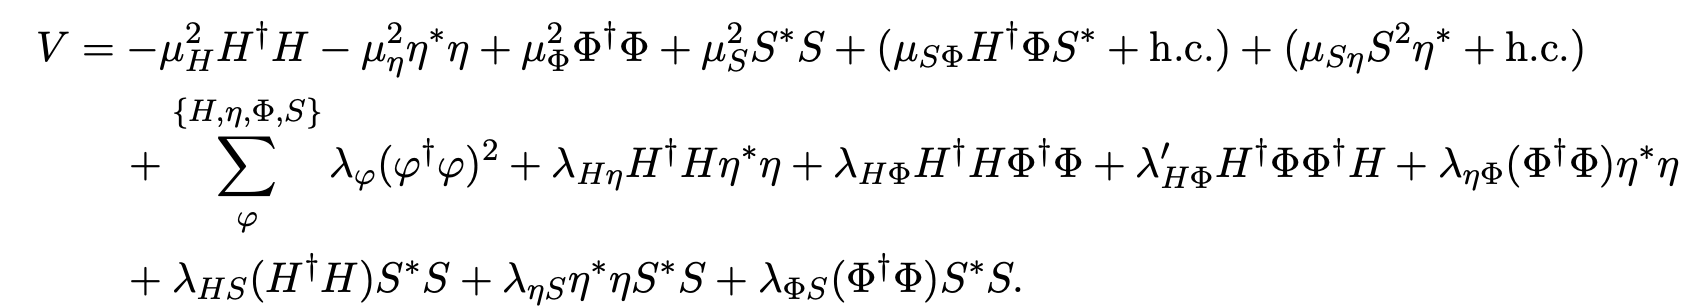 V = −μ_H^2 H^†H − μ_η^2 η^*η + μ_Φ^2 Φ^†Φ + μ_S^2 S^*S + (μ_{SΦ}H^†ΦS^* + h.c.) + (μ_{Sη}S^2η^* + h.c.)
+ ∑_φ^{{H,η,Φ,S}} λ_φ(φ^†φ)^2 + λ_{Hη}H^†Hη^*η + λ_{HΦ}H^†HΦ^†Φ + λ′_{HΦ}H^†ΦΦ^†H + λ_{ηΦ}(Φ^†Φ)η^*η
+ λ_{HS}(H^†H)S^*S + λ_{ηS}η^*ηS^*S + λ_{ΦS}(Φ^†Φ)S^*S.